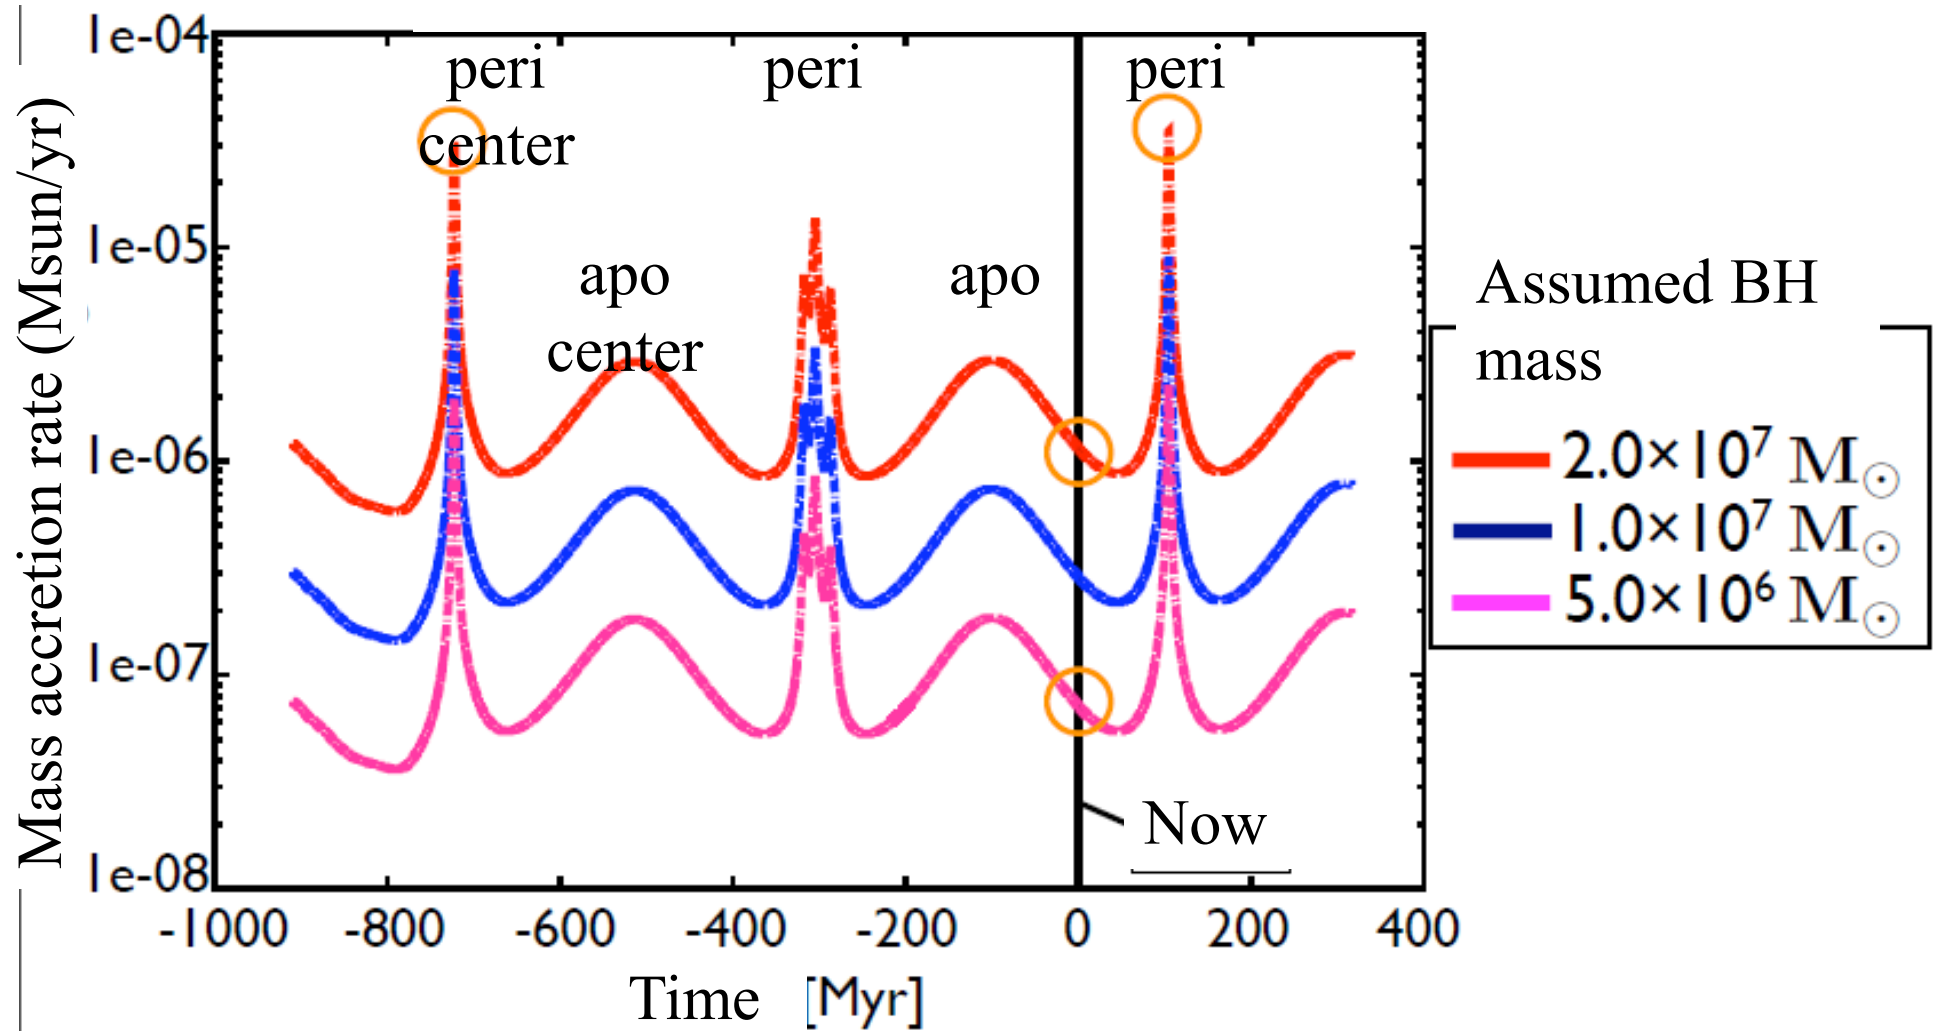 1e-04
1e-05
1e-06
1e-07
1e-08
Mass accretion rate (Msun/yr)
peri
center
peri
peri
apo
center
apo
Now
-1000 -800 -600 -400 -200 0 200 400
Time [Myr]
Assumed BH
mass
2.0×10⁷ M☉
1.0×10⁷ M☉
5.0×10⁶ M☉